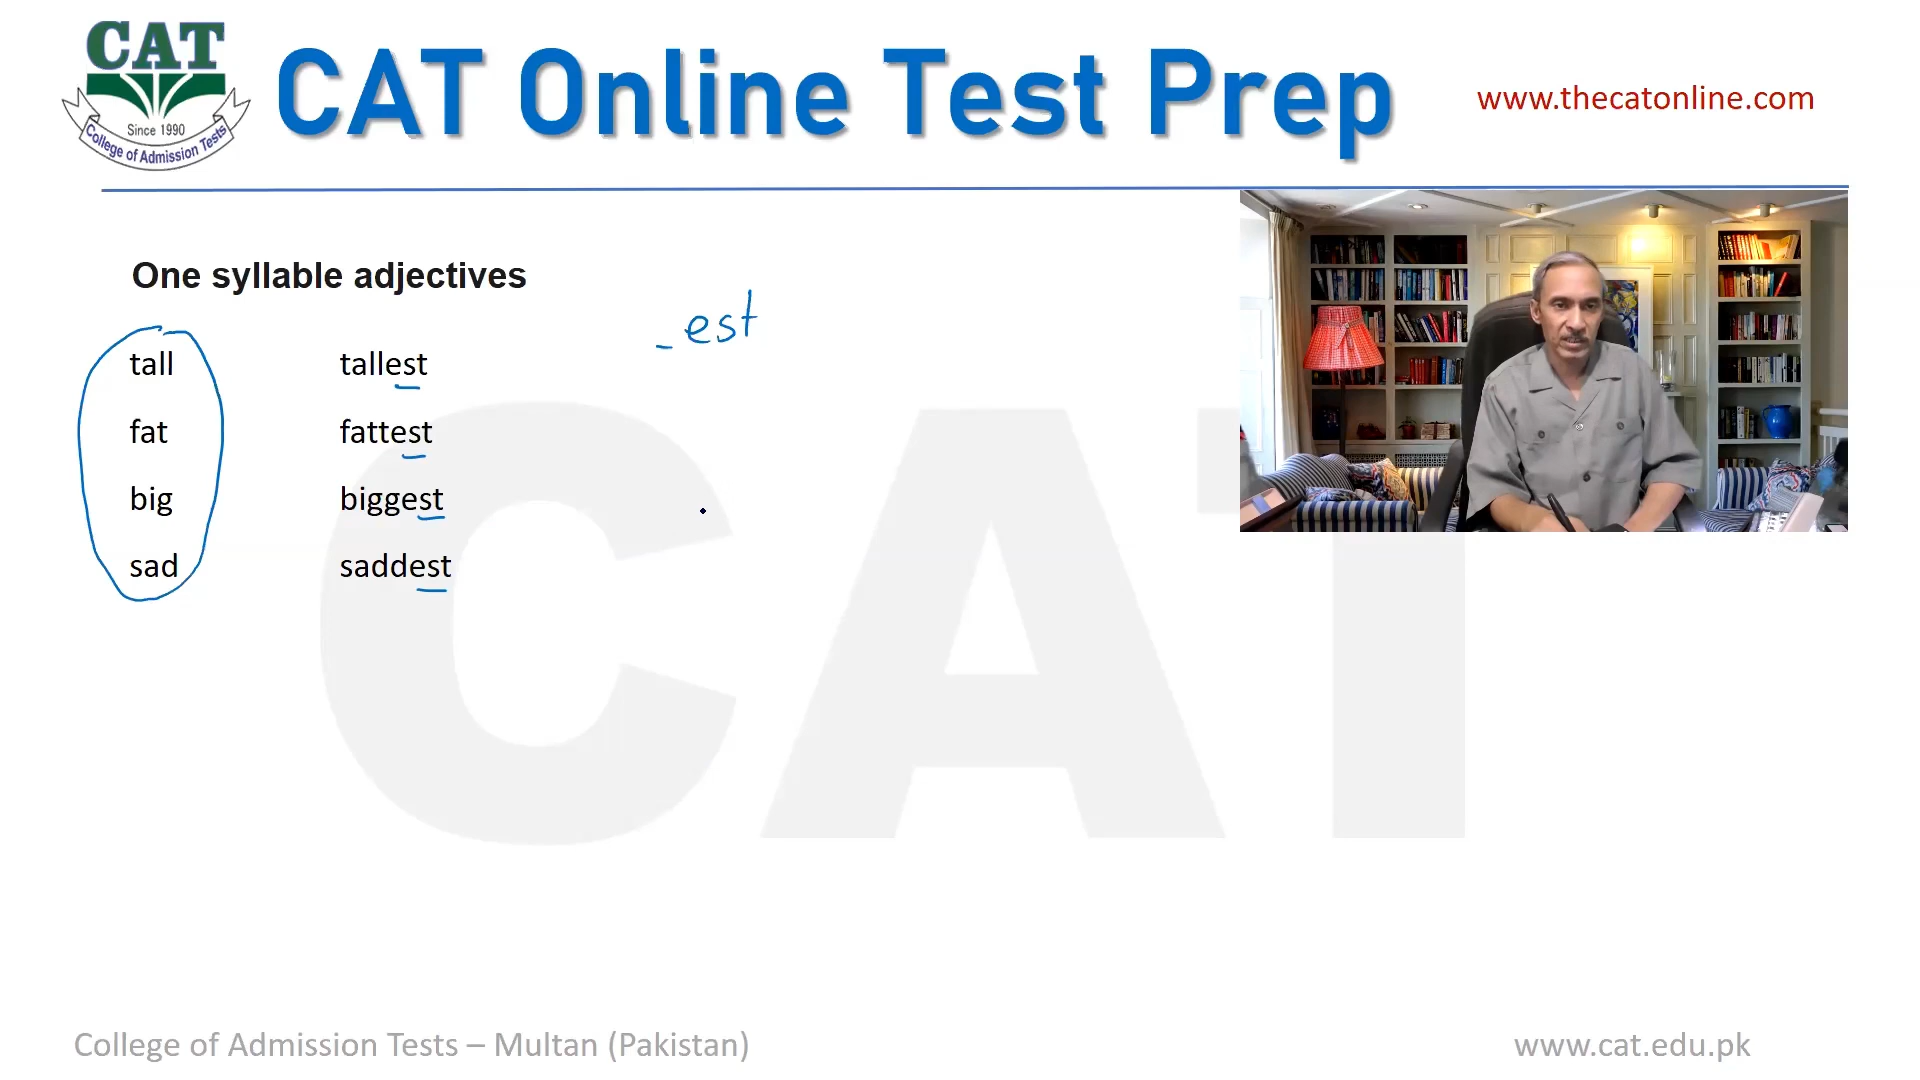 CAT
Since 1990
College of Admission Tests
CAT Online Test Prep
www.thecatonline.com
One syllable adjectives
_est
tall tallest
fat fattest
big biggest
sad saddest
CAT
College of Admission Tests – Multan (Pakistan)
www.cat.edu.pk